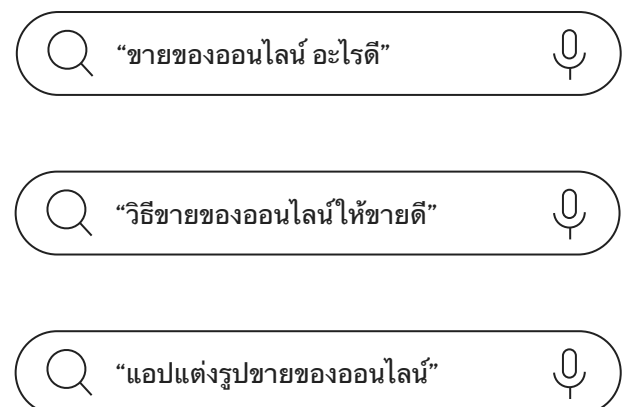 “ขายของออนไลน์ อะไรดี”
“วิธีขายของออนไลน์ให้ขายดี”
“แอปแต่งรูปขายของออนไลน์”